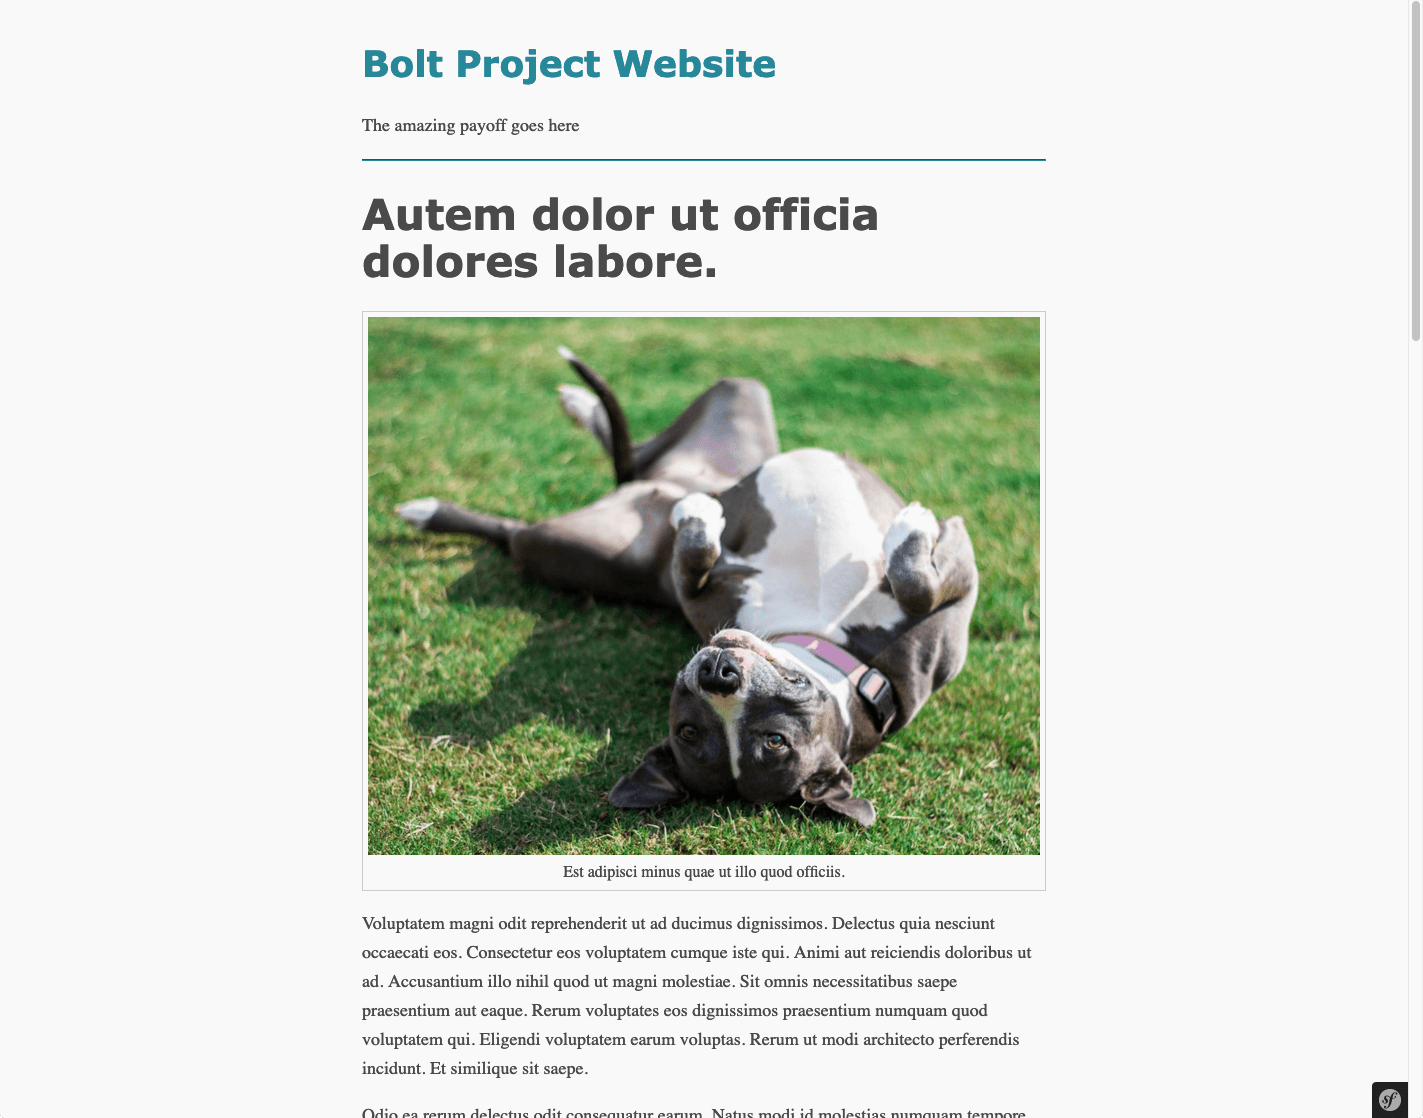 Bolt Project Website
The amazing payoff goes here
Autem dolor ut officia
dolores labore.
Est adipisci minus quae ut illo quod officiis.
Voluptatem magni odit reprehenderit ut ad ducimus dignissimos. Delectus quia nesciunt
occaecati eos. Consectetur eos voluptatem cumque iste qui. Animi aut reiciendis doloribus ut
ad. Accusantium illo nihil quod ut magni molestiae. Sit omnis necessitatibus saepe
praesentium aut eaque. Rerum voluptates eos dignissimos praesentium numquam quod
voluptatem qui. Eligendi voluptatem earum voluptas. Rerum ut modi architecto perferendis
incidunt. Et similique sit saepe.
Odio ea rerum delectus odit consequatur earum. Natus modi id molestias numquam tempore
sf